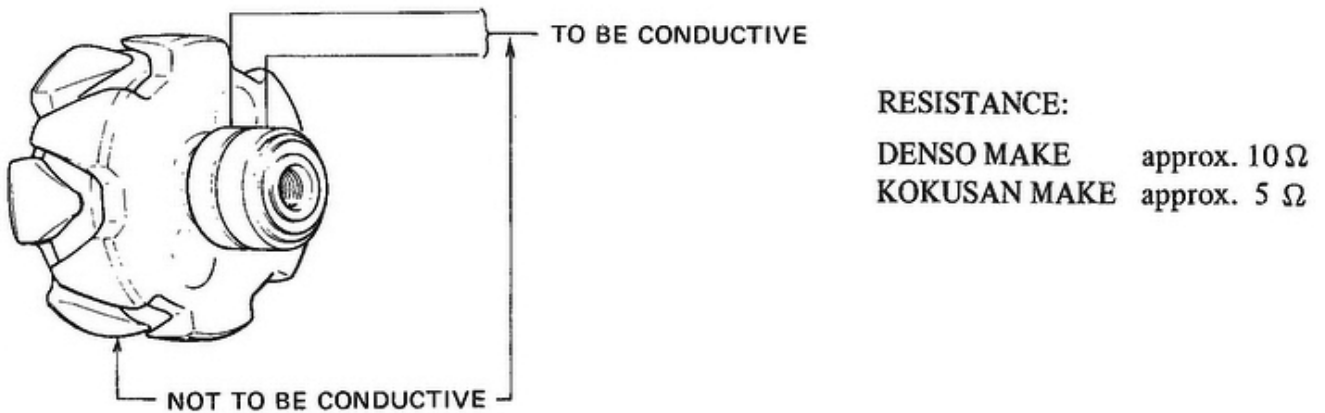 TO BE CONDUCTIVE
RESISTANCE:
DENSO MAKE approx. 10 Ω
KOKUSAN MAKE approx. 5 Ω
NOT TO BE CONDUCTIVE